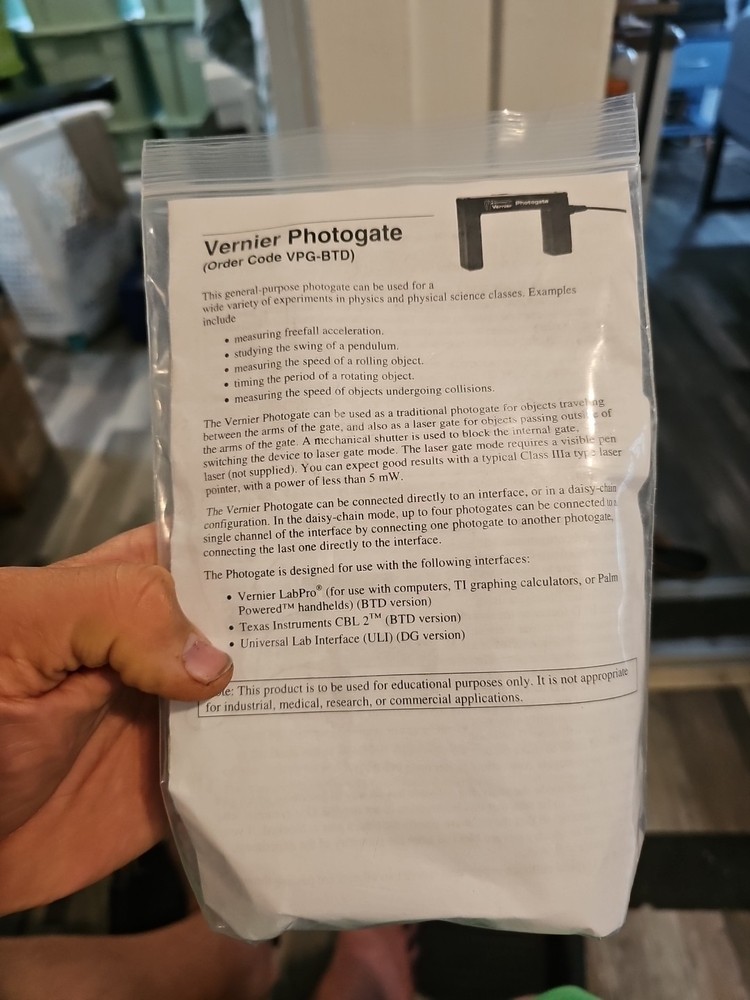 Vernier Photogate
Vernier Photogate
(Order Code VPG-BTD)
This general-purpose photogate can be used for a
wide variety of experiments in physics and physical science classes. Examples
include
• measuring freefall acceleration.
• studying the swing of a pendulum.
• measuring the speed of a rolling object.
• timing the period of a rotating object.
• measuring the speed of objects undergoing collisions.
The Vernier Photogate can be used as a traditional photogate for objects traveling
between the arms of the gate, and also as a laser gate for objects passing outside of
the arms of the gate. A mechanical shutter is used to block the internal gate,
switching the device to laser gate mode. The laser gate mode requires a visible pen
laser (not supplied). You can expect good results with a typical Class IIIa type laser
pointer, with a power of less than 5 mW.
The Vernier Photogate can be connected directly to an interface, or in a daisy-chain
configuration. In the daisy-chain mode, up to four photogates can be connected to a
single channel of the interface by connecting one photogate to another photogate,
connecting the last one directly to the interface.
The Photogate is designed for use with the following interfaces:
• Vernier LabPro® (for use with computers, TI graphing calculators, or Palm
Powered™ handhelds) (BTD version)
• Texas Instruments CBL 2™ (BTD version)
• Universal Lab Interface (ULI) (DG version)
te: This product is to be used for educational purposes only. It is not appropriate
for industrial, medical, research, or commercial applications.